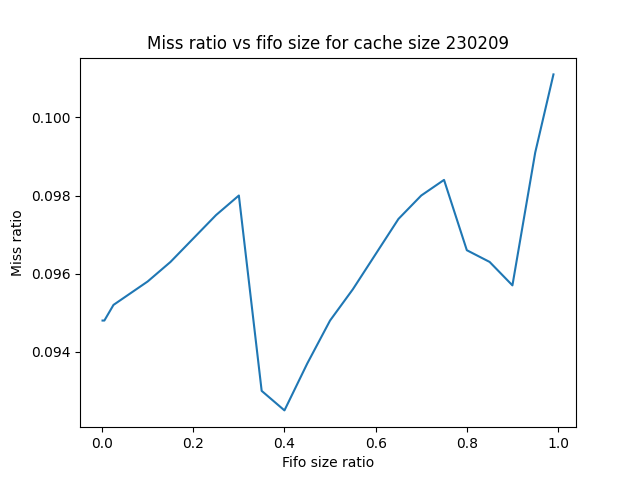 Miss ratio vs fifo size for cache size 230209
0.100
0.098
0.096
0.094
Miss ratio
0.0 0.2 0.4 0.6 0.8 1.0
Fifo size ratio